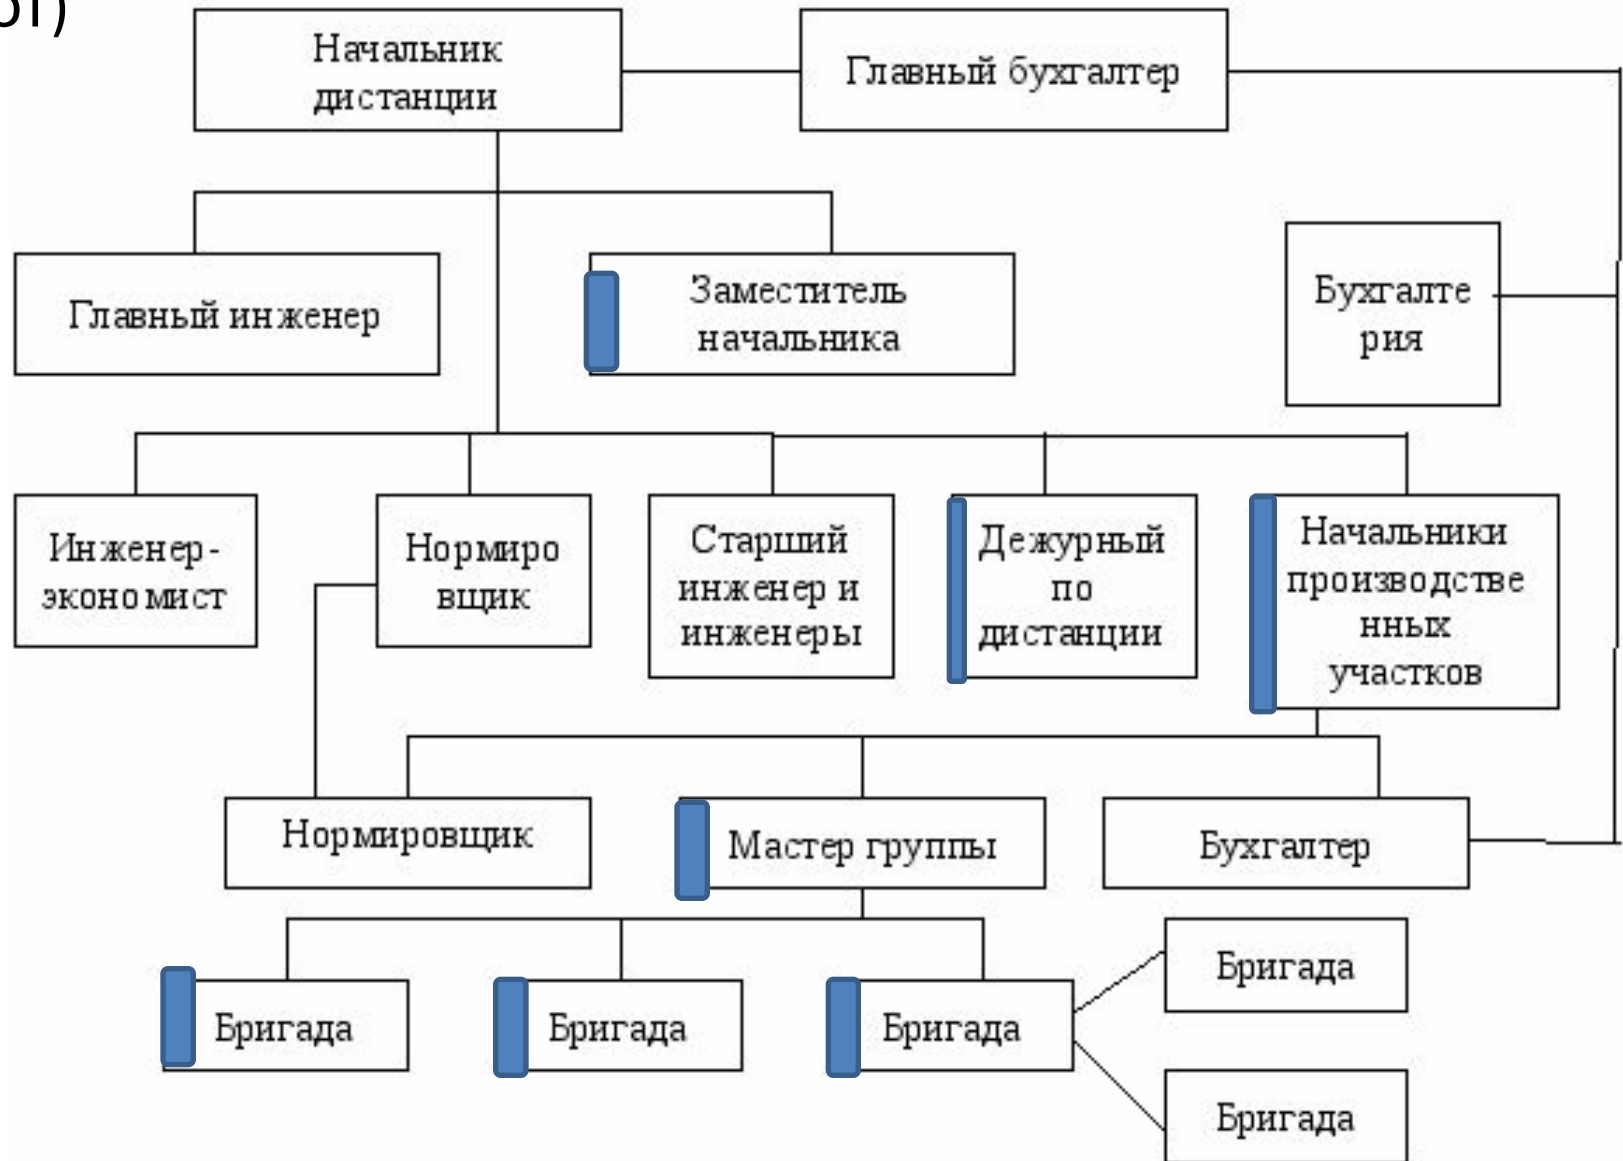 от)
Начальник
дистанции
Главный бухгалтер
Главный инженер
Заместитель
начальника
Бухгалте
рия
Инженер-
экономист
Нормиро
вщик
Старший
инженер и
инженеры
Дежурный
по
дистанции
Начальники
производстве
нных
участков
Нормировщик
Мастер группы
Бухгалтер
Бригада
Бригада
Бригада
Бригада
Бригада